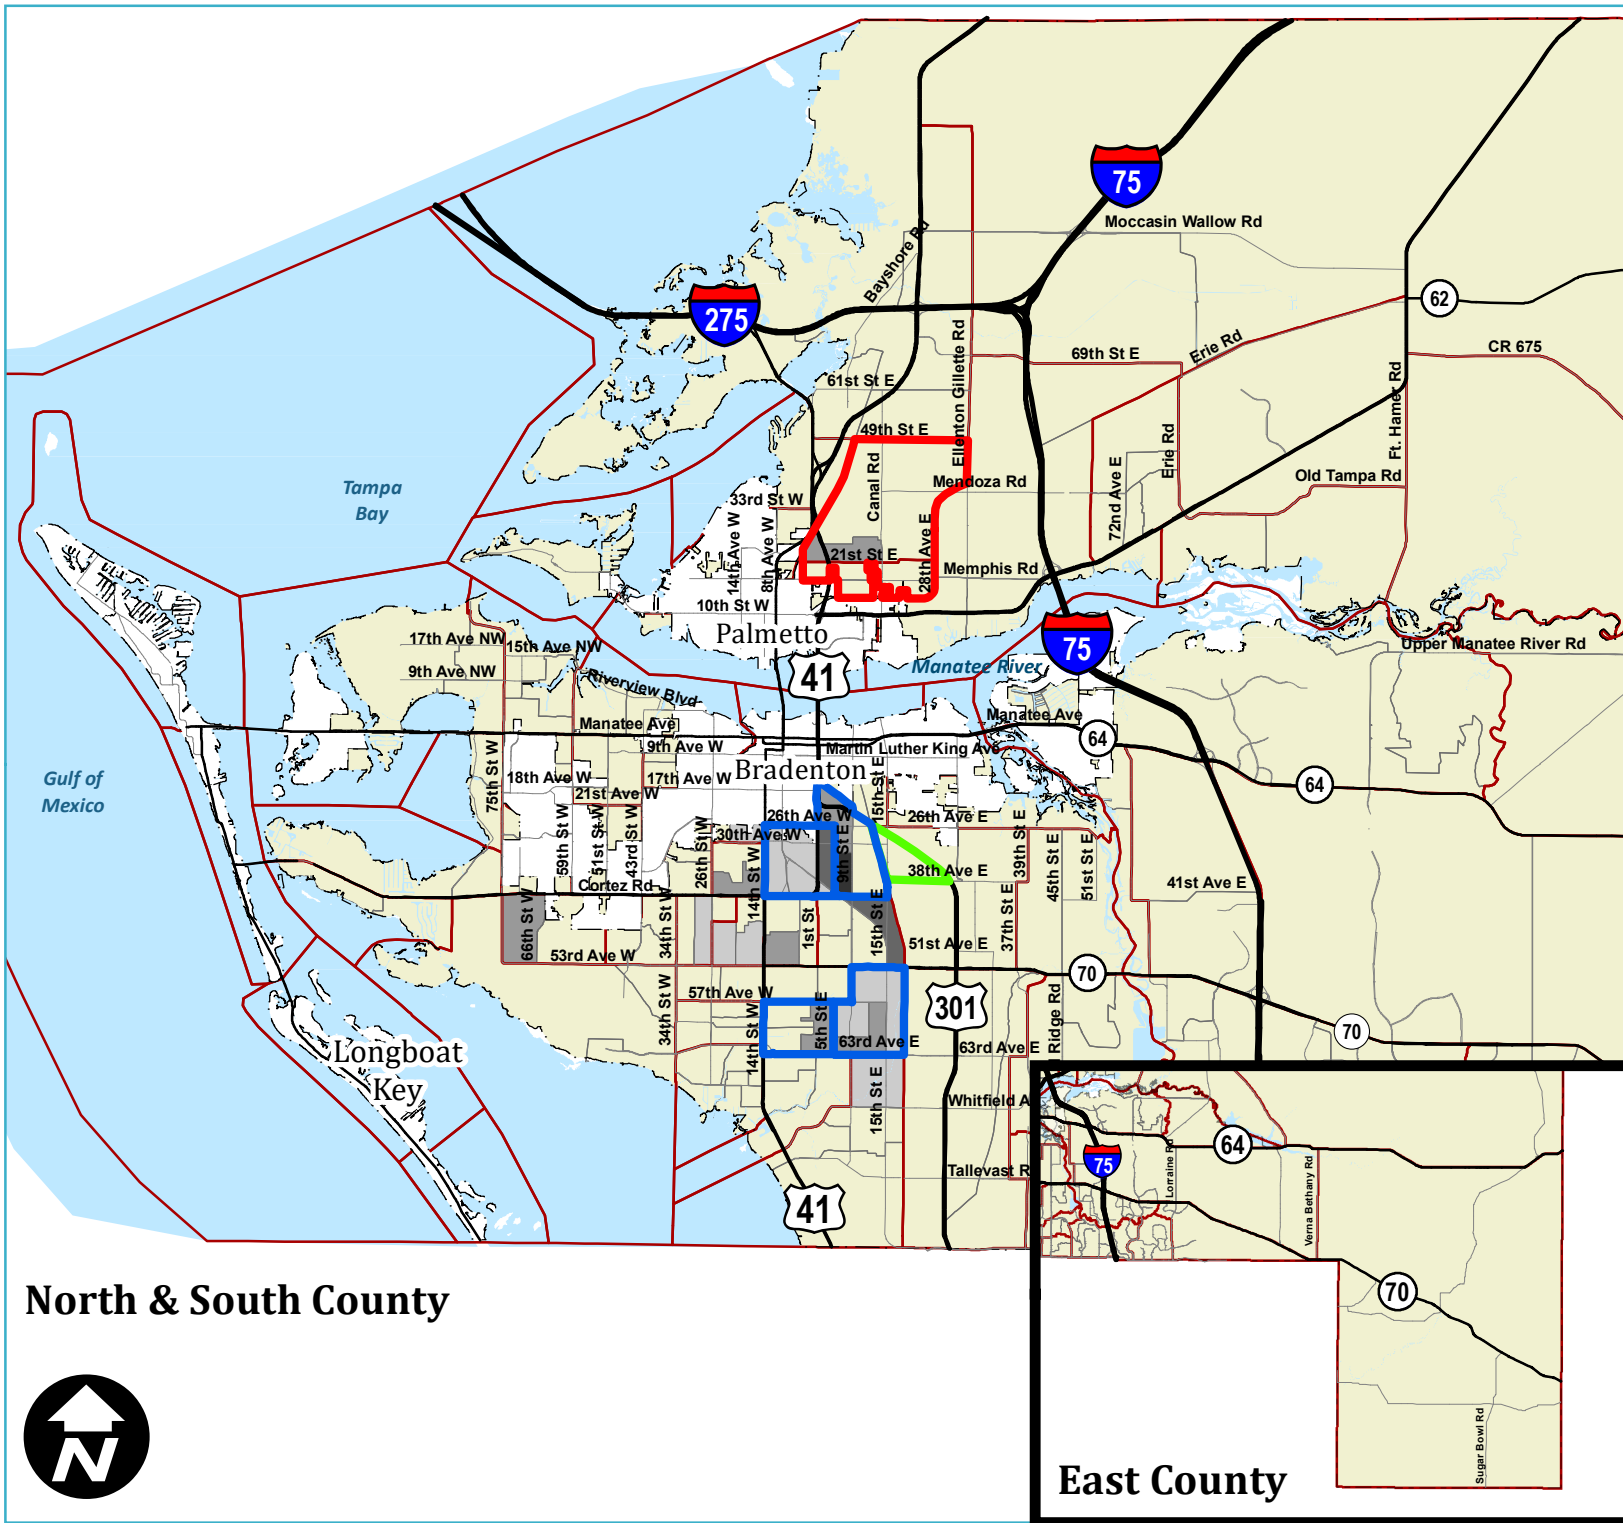 75
Moccasin Wallow Rd
Bayshore Rd
62
275
Ellenton Gillette Rd
69th St E
Erie Rd
CR 675
61st St E
Ft. Hamer Rd
49th St E
Canal Rd
Mendoza Rd
72nd Ave E
Erie Rd
Old Tampa Rd
Tampa
Bay
33rd St W
14th Ave W
8th Ave W
21st St E
28th Ave E
Memphis Rd
10th St W
Palmetto
17th Ave NW
15th Ave NW
9th Ave NW
Riverview Blvd
41
Manatee River
75
Upper Manatee River Rd
Manatee Ave
Manatee Ave
64
9th Ave W
Martin Luther King Ave
Bradenton
Gulf of
Mexico
75th St W
18th Ave W
17th Ave W
21st Ave W
15th St E
64
26th Ave W
26th Ave E
30th Ave W
59th St W
51st St W
43rd St W
26th St W
14th St W
9th St E
39th St E
45th St E
51st St E
38th Ave E
41st Ave E
Cortez Rd
66th St W
34th St W
1st St
15th St E
37th St E
51st Ave E
53rd Ave W
70
57th Ave W
34th St W
14th St W
5th St E
301
Ridge Rd
63rd Ave E
63rd Ave E
70
Longboat
Key
15th St E
Whitfield A
Tallevast R
41
75
Lorraine Rd
64
Verna Bethany Rd
70
Sugar Bowl Rd
North & South County
N
East County